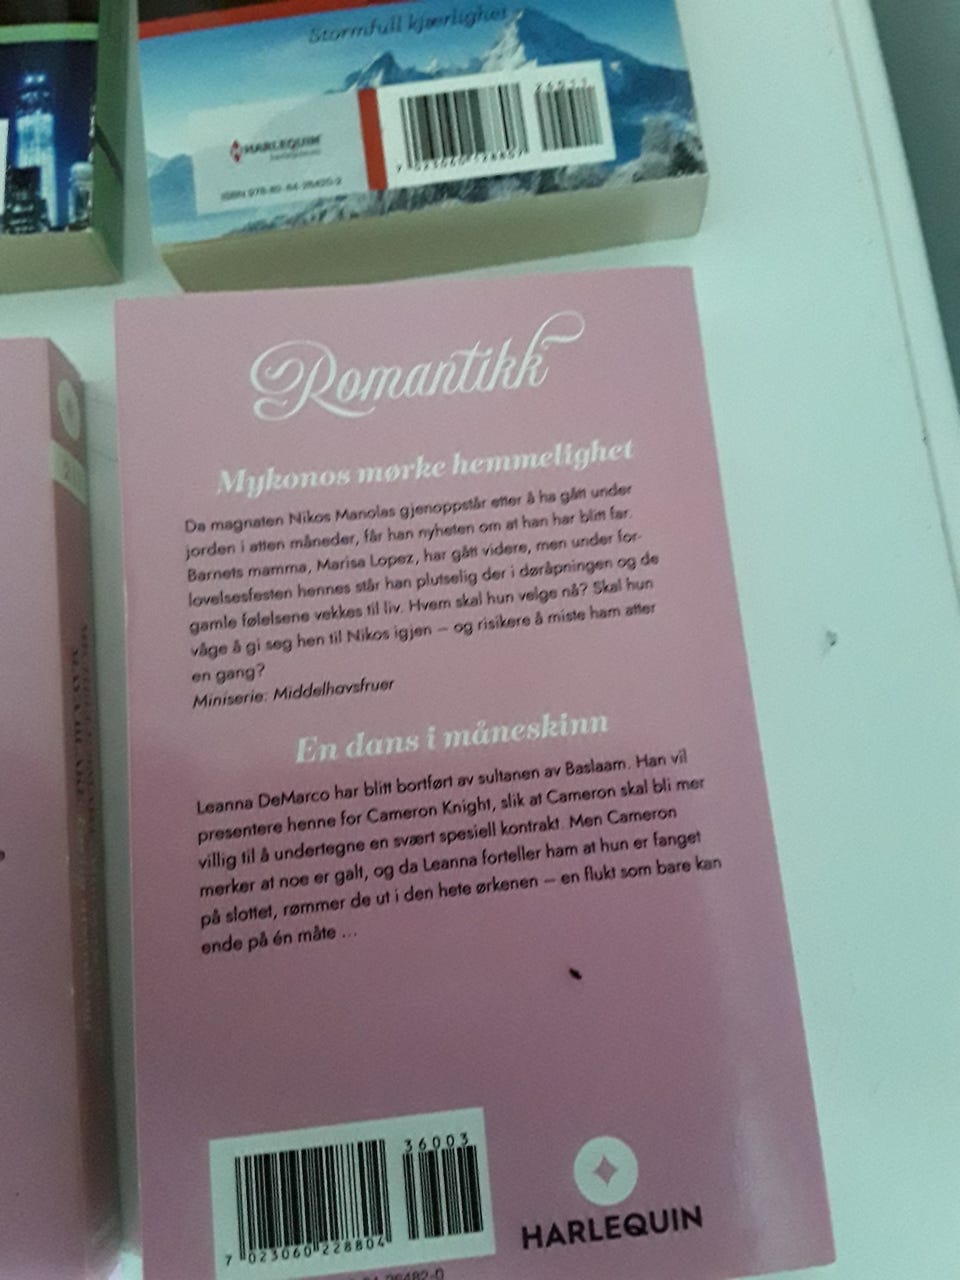 Stormfull kjærlighet
HARLEQUIN
26011
7 023060 228807
Romantikk
Mykonos mørke hemmelighet
Da magnaten Nikos Manolas gjenoppstår etter å ha gått under
jorden i atten måneder, får han nyheten om at han har blitt far.
Barnets mamma, Marisa Lopez, har gått videre, men under for-
lovelsesfesten hennes står han plutselig der i døråpningen og de
gamle følelsene vekkes til liv. Hvem skal hun velge nå? Skal hun
våge å gi seg hen til Nikos igjen – og risikere å miste ham atter
en gang?
Miniserie: Middelhavsfruer
En dans i måneskinn
Leanna DeMarco har blitt bortført av sultanen av Baslaam. Han vil
presentere henne for Cameron Knight, slik at Cameron skal bli mer
villig til å undertegne en svært spesiell kontrakt. Men Cameron
merker at noe er galt, og da Leanna forteller ham at hun er fanget
på slottet, rømmer de ut i den hete ørkenen – en flukt som bare kan
ende på én måte ...
36003
7 023060 228804
HARLEQUIN